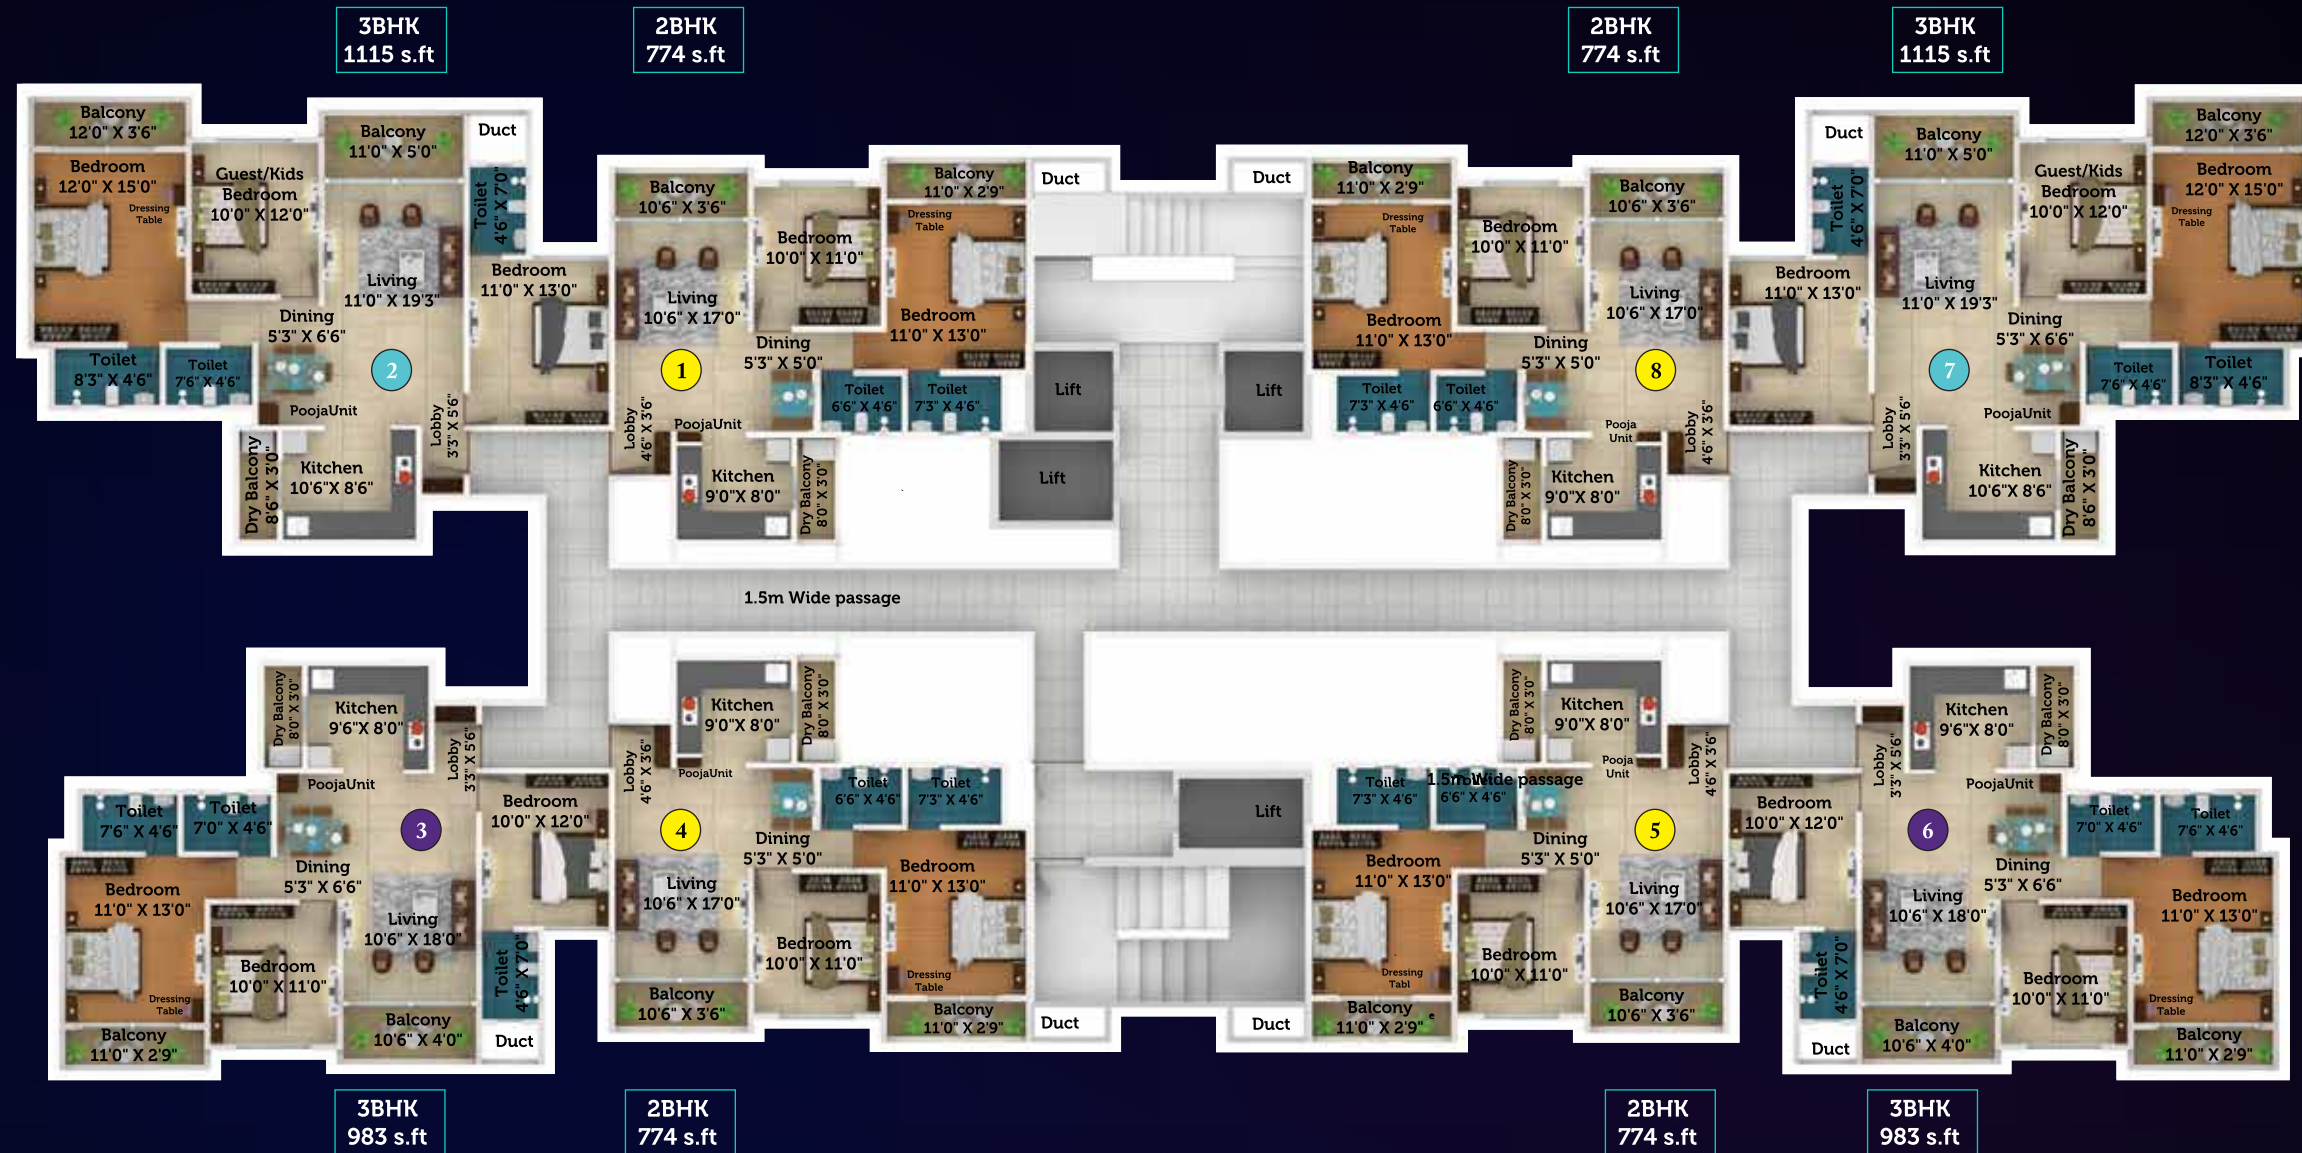 3BHK
1115 s.ft
2BHK
774 s.ft
2BHK
774 s.ft
3BHK
1115 s.ft
Balcony
12'0" X 3'6"
Bedroom
12'0" X 15'0"
Dressing
Table
Guest/Kids
Bedroom
10'0" X 12'0"
Balcony
11'0" X 5'0"
Duct
Toilet
4'6" X 7'0"
Living
11'0" X 19'3"
Bedroom
11'0" X 13'0"
Dining
5'3" X 6'6"
Toilet
8'3" X 4'6"
Toilet
7'6" X 4'6"
2
PoojaUnit
Lobby
3'3" X 5'6"
Dry Balcony
8'6" X 3'0"
Kitchen
10'6"X 8'6"
Balcony
10'6" X 3'6"
Living
10'6" X 17'0"
Bedroom
10'0" X 11'0"
Balcony
11'0" X 2'9"
Dressing
Table
Bedroom
11'0" X 13'0"
Dining
5'3" X 5'0"
1
Toilet
6'6" X 4'6"
Toilet
7'3" X 4'6"
Lobby
4'6" X 3'6"
PoojaUnit
Kitchen
9'0"X 8'0"
Dry Balcony
8'0" X 3'0"
Duct
Lift
Lift
Duct
Lift
Balcony
11'0" X 2'9"
Dressing
Table
Bedroom
11'0" X 13'0"
Bedroom
10'0" X 11'0"
Balcony
10'6" X 3'6"
Living
10'6" X 17'0"
Dining
5'3" X 5'0"
8
Toilet
7'3" X 4'6"
Toilet
6'6" X 4'6"
Pooja
Unit
Lobby
4'6" X 3'6"
Dry Balcony
8'0" X 3'0"
Kitchen
9'0"X 8'0"
Duct
Toilet
4'6" X 7'0"
Balcony
11'0" X 5'0"
Guest/Kids
Bedroom
10'0" X 12'0"
Balcony
12'0" X 3'6"
Bedroom
12'0" X 15'0"
Dressing
Table
Bedroom
11'0" X 13'0"
Living
11'0" X 19'3"
Dining
5'3" X 6'6"
7
Toilet
7'6" X 4'6"
Toilet
8'3" X 4'6"
PoojaUnit
Lobby
3'3" X 5'6"
Kitchen
10'6"X 8'6"
Dry Balcony
8'6" X 3'0"
1.5m Wide passage
Dry Balcony
8'0" X 3'0"
Kitchen
9'6"X 8'0"
Lobby
3'3" X 5'6"
PoojaUnit
Toilet
7'6" X 4'6"
Toilet
7'0" X 4'6"
3
Bedroom
10'0" X 12'0"
Dining
5'3" X 6'6"
Bedroom
11'0" X 13'0"
Living
10'6" X 18'0"
Bedroom
10'0" X 11'0"
Dressing
Table
Toilet
4'6" X 7'0"
Balcony
11'0" X 2'9"
Balcony
10'6" X 4'0"
Duct
Kitchen
9'0"X 8'0"
Dry Balcony
8'0" X 3'0"
Lobby
4'6" X 3'6"
PoojaUnit
Toilet
6'6" X 4'6"
Toilet
7'3" X 4'6"
4
Dining
5'3" X 5'0"
Living
10'6" X 17'0"
Bedroom
11'0" X 13'0"
Bedroom
10'0" X 11'0"
Dressing
Table
Balcony
10'6" X 3'6"
Balcony
11'0" X 2'9"
Duct
Lift
Duct
Dry Balcony
8'0" X 3'0"
Kitchen
9'0"X 8'0"
Pooja
Unit
Lobby
4'6" X 3'6"
Toilet
7'3" X 4'6"
Toilet
6'6" X 4'6"
1.5m Wide passage
5
Dining
5'3" X 5'0"
Bedroom
11'0" X 13'0"
Living
10'6" X 17'0"
Bedroom
10'0" X 11'0"
Dressing
Tabl
e
Balcony
11'0" X 2'9"
Balcony
10'6" X 3'6"
Kitchen
9'6"X 8'0"
Dry Balcony
8'0" X 3'0"
Lobby
3'3" X 5'6"
PoojaUnit
Bedroom
10'0" X 12'0"
6
Toilet
7'0" X 4'6"
Toilet
7'6" X 4'6"
Dining
5'3" X 6'6"
Living
10'6" X 18'0"
Bedroom
11'0" X 13'0"
Bedroom
10'0" X 11'0"
Dressing
Table
Toilet
4'6" X 7'0"
Duct
Balcony
10'6" X 4'0"
Balcony
11'0" X 2'9"
3BHK
983 s.ft
2BHK
774 s.ft
2BHK
774 s.ft
3BHK
983 s.ft